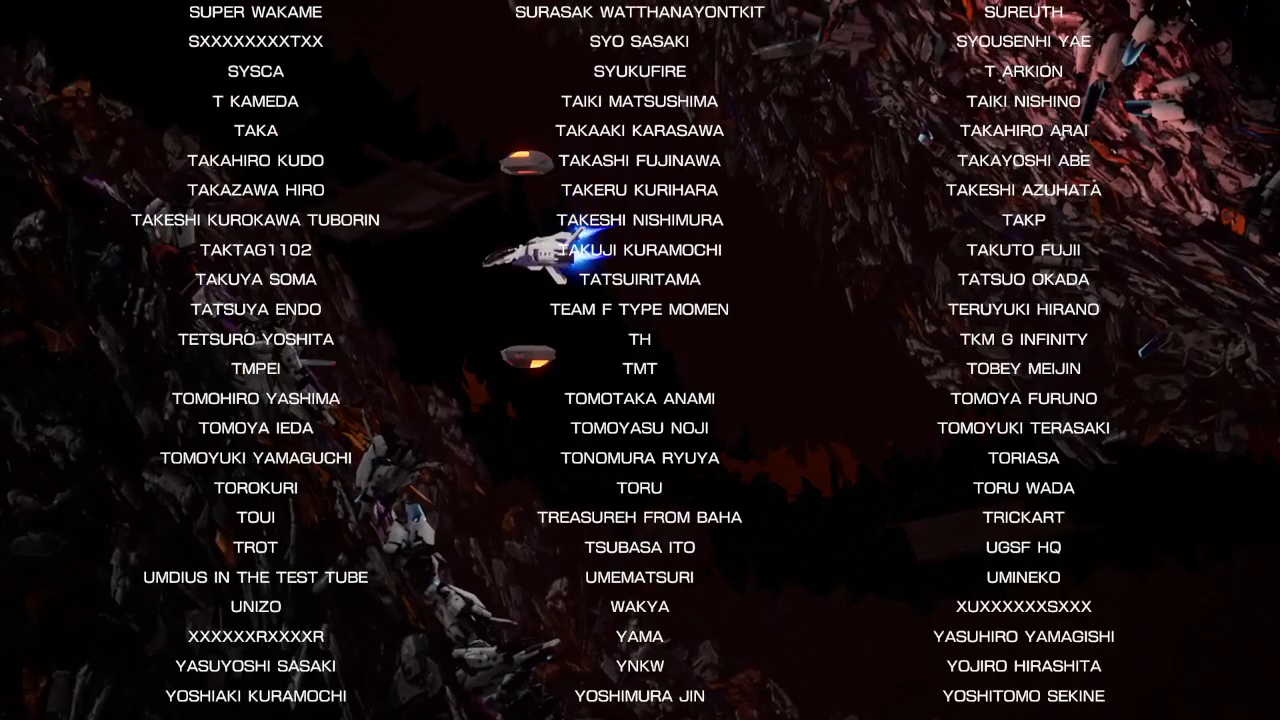 SUPER WAKAME SURASAK WATTHANAYONTKIT SUREUTH
SXXXXXXXXTXX SYO SASAKI SYOUSENHI YAE
SYSCA SYUKUFIRE T ARKION
T KAMEDA TAIKI MATSUSHIMA TAIKI NISHINO
TAKA TAKAAKI KARASAWA TAKAHIRO ARAI
TAKAHIRO KUDO TAKASHI FUJINAWA TAKAYOSHI ABE
TAKAZAWA HIRO TAKERU KURIHARA TAKESHI AZUHATA
TAKESHI KUROKAWA TUBORIN TAKESHI NISHIMURA TAKP
TAKTAG1102 TAKUJI KURAMOCHI TAKUTO FUJII
TAKUYA SOMA TATSUIRITAMA TATSUO OKADA
TATSUYA ENDO TEAM F TYPE MOMEN TERUYUKI HIRANO
TETSURO YOSHITA TH TKM G INFINITY
TMPEI TMT TOBEY MEIJIN
TOMOHIRO YASHIMA TOMOTAKA ANAMI TOMOYA FURUNO
TOMOYA IEDA TOMOYASU NOJI TOMOYUKI TERASAKI
TOMOYUKI YAMAGUCHI TONOMURA RYUYA TORIASA
TOROKURI TORU TORU WADA
TOUI TREASUREH FROM BAHA TRICKART
TROT TSUBASA ITO UGSF HQ
UMDIUS IN THE TEST TUBE UMEMATSURI UMINEKO
UNIZO WAKYA XUXXXXXXSXXX
XXXXXXRXXXXR YAMA YASUHIRO YAMAGISHI
YASUYOSHI SASAKI YNKW YOJIRO HIRASHITA
YOSHIAKI KURAMOCHI YOSHIMURA JIN YOSHITOMO SEKINE